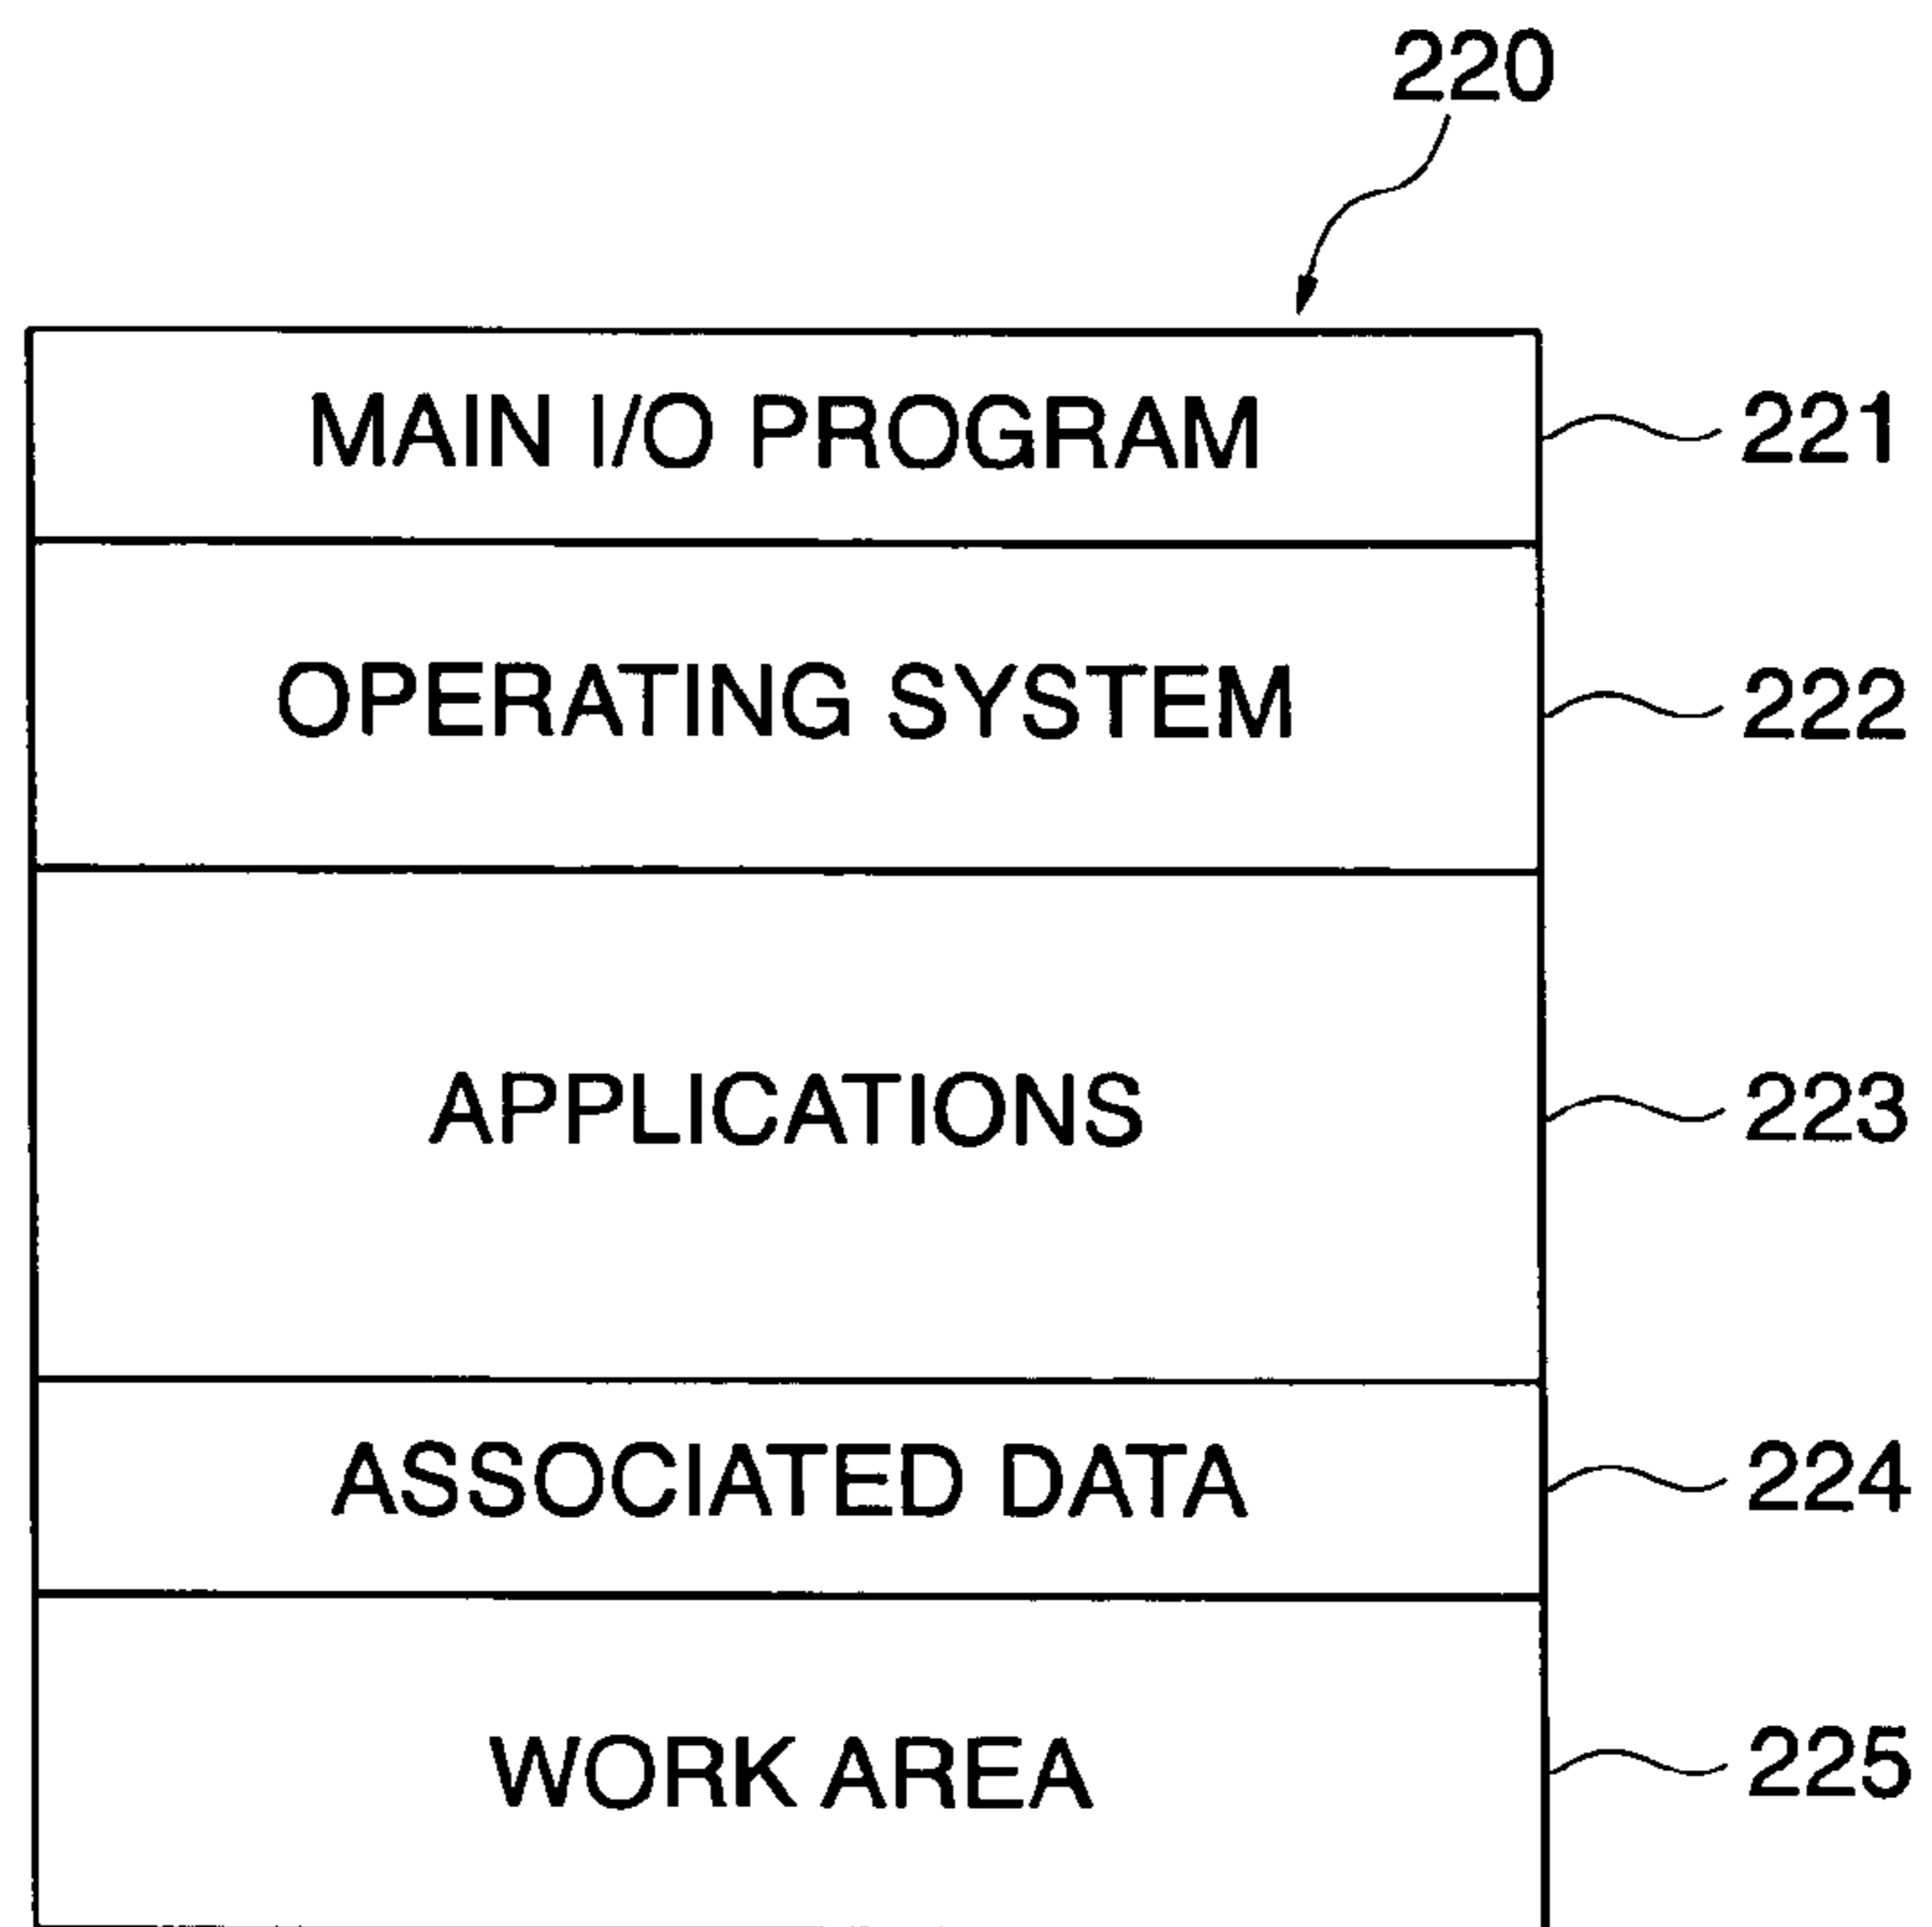 220
MAIN I/O PROGRAM 221
OPERATING SYSTEM 222
APPLICATIONS 223
ASSOCIATED DATA 224
WORK AREA 225